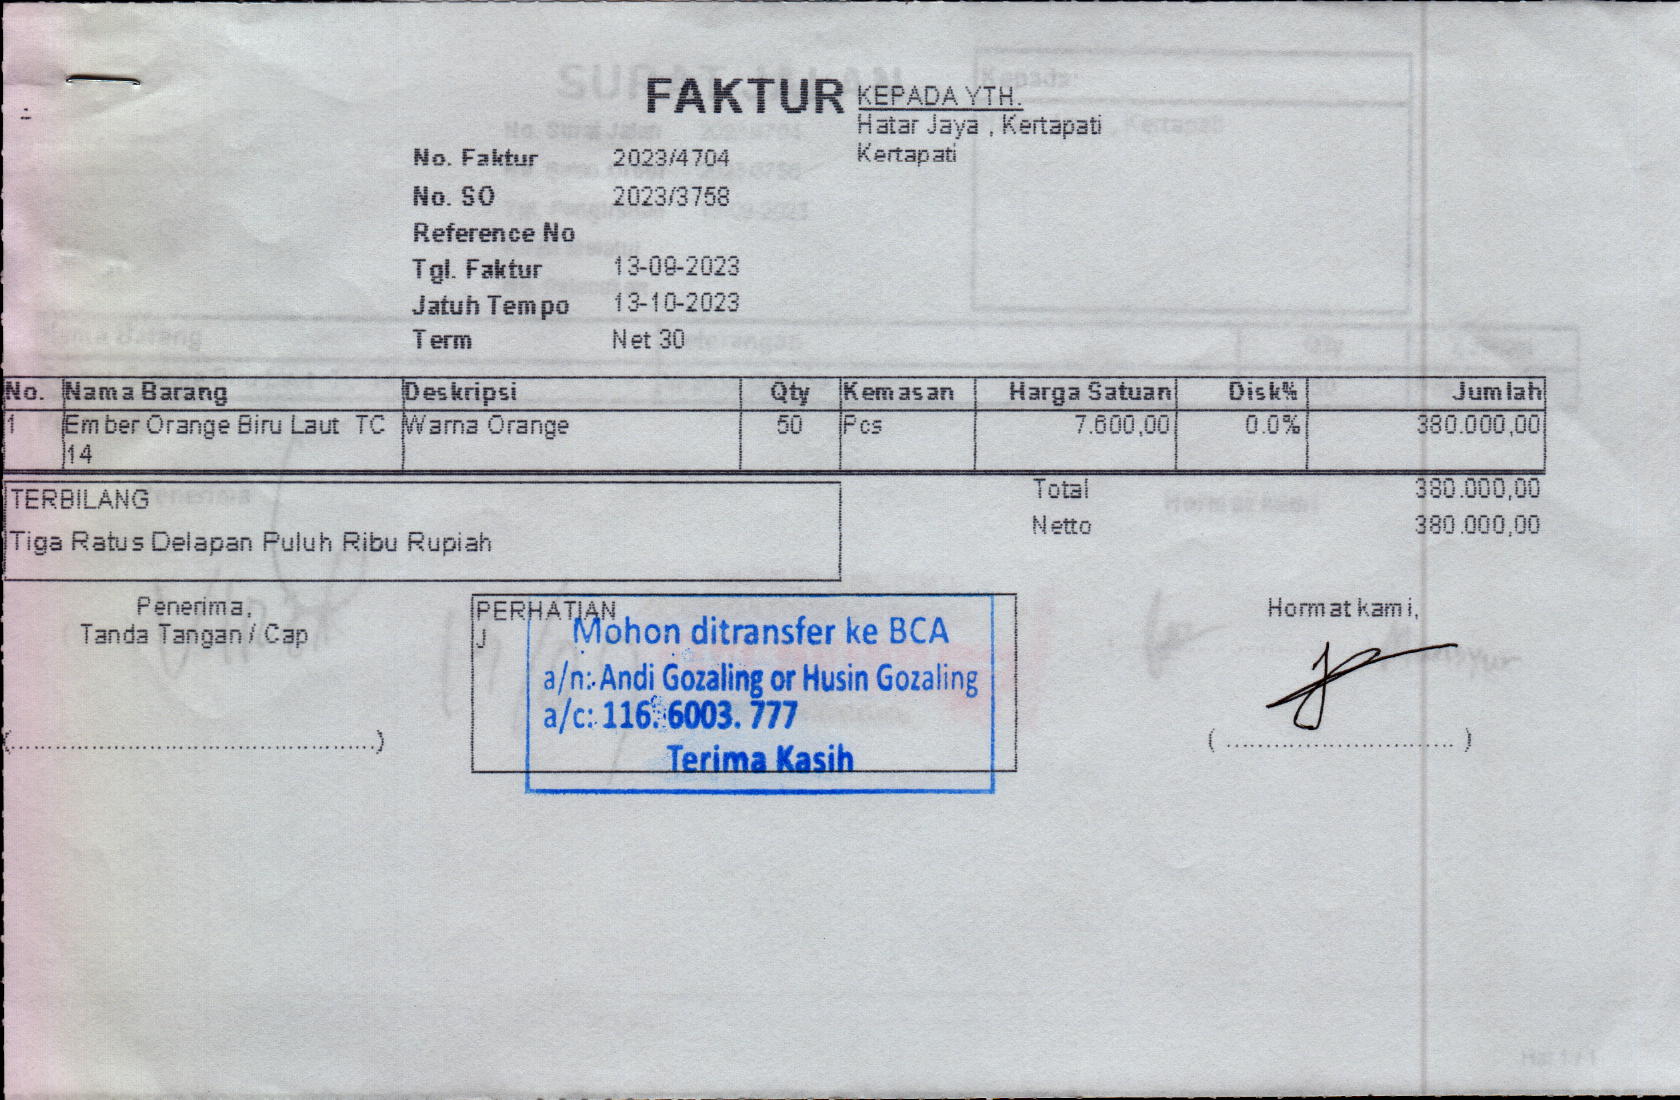 FAKTUR
KEPADA YTH.
Hatar Jaya , Kertapati
Kertapati
No. Faktur 2023/4704
No. SO 2023/3758
Reference No
Tgl. Faktur 13-09-2023
Jatuh Tempo 13-10-2023
Term Net 30
No. Nama Barang Deskripsi Qty Kemasan Harga Satuan Disk% Jumlah
1 Ember Orange Biru Laut TC Warna Orange 50 Pcs 7.600,00 0.0% 380.000,00
14
TERBILANG
Tiga Ratus Delapan Puluh Ribu Rupiah
Total 380.000,00
Netto 380.000,00
Penerima,
Tanda Tangan / Cap
(..............................................)
PERHATIAN
J
Mohon ditransfer ke BCA
a/n: Andi Gozaling or Husin Gozaling
a/c: 116. 6003. 777
Terima Kasih
Hormat kami,
( ............................. )